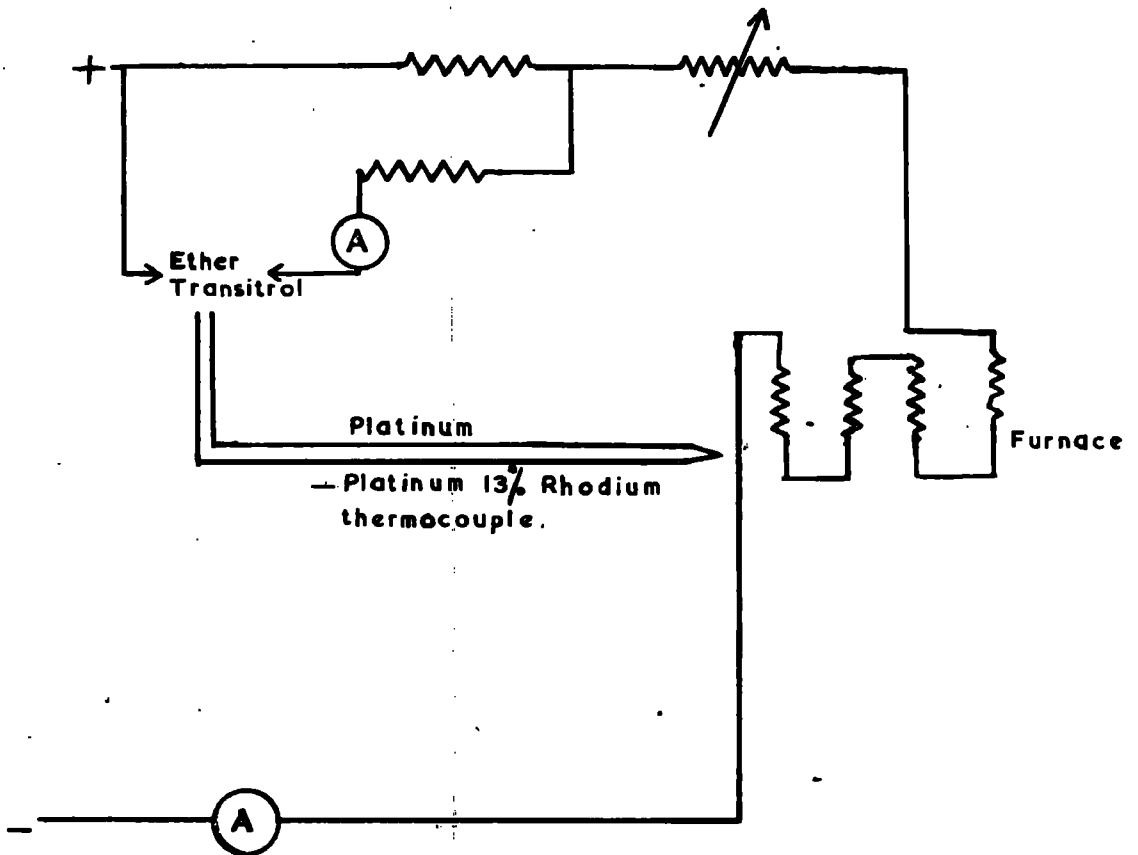 +
A
Ether
Transitrol
Platinum
Furnace
– Platinum 13% Rhodium
thermocouple.
– A